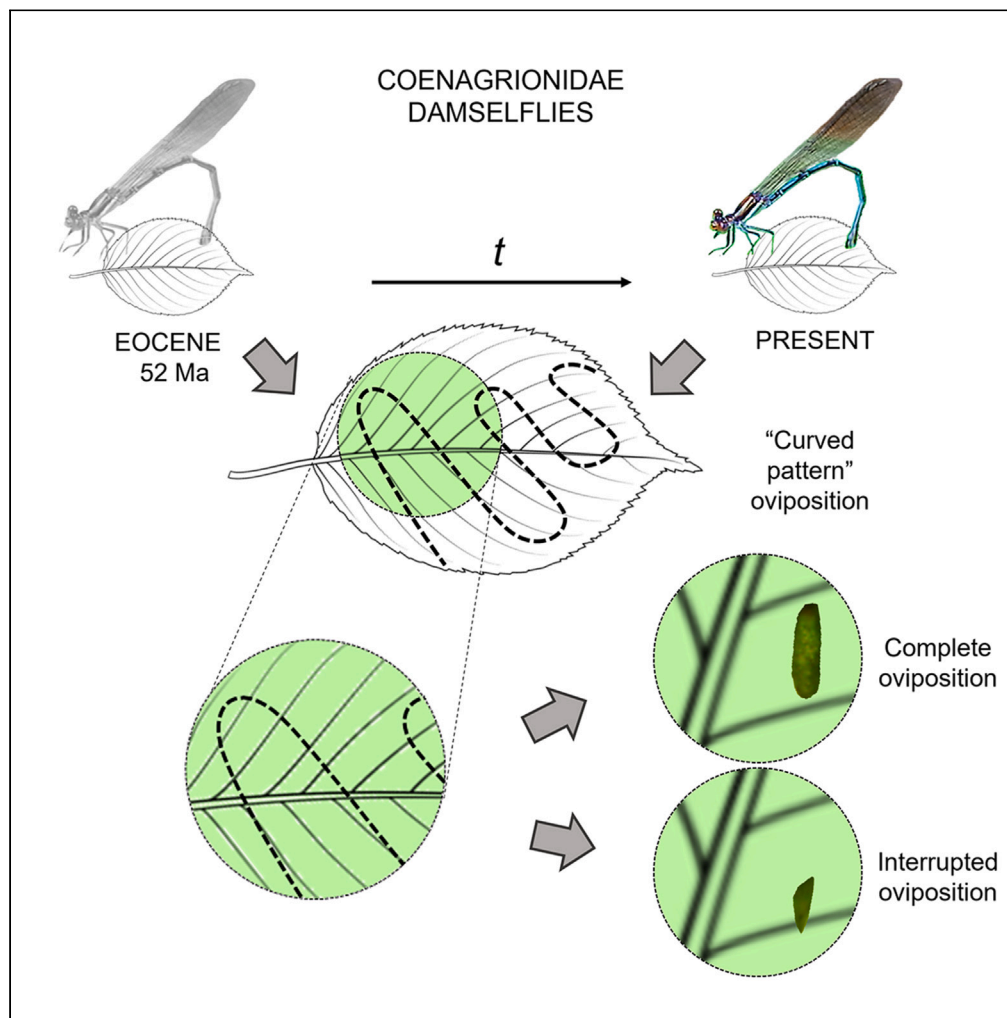 COENAGRIONIDAE
DAMSELFLIES
t
EOCENE
52 Ma
PRESENT
“Curved
pattern”
oviposition
Complete
oviposition
Interrupted
oviposition